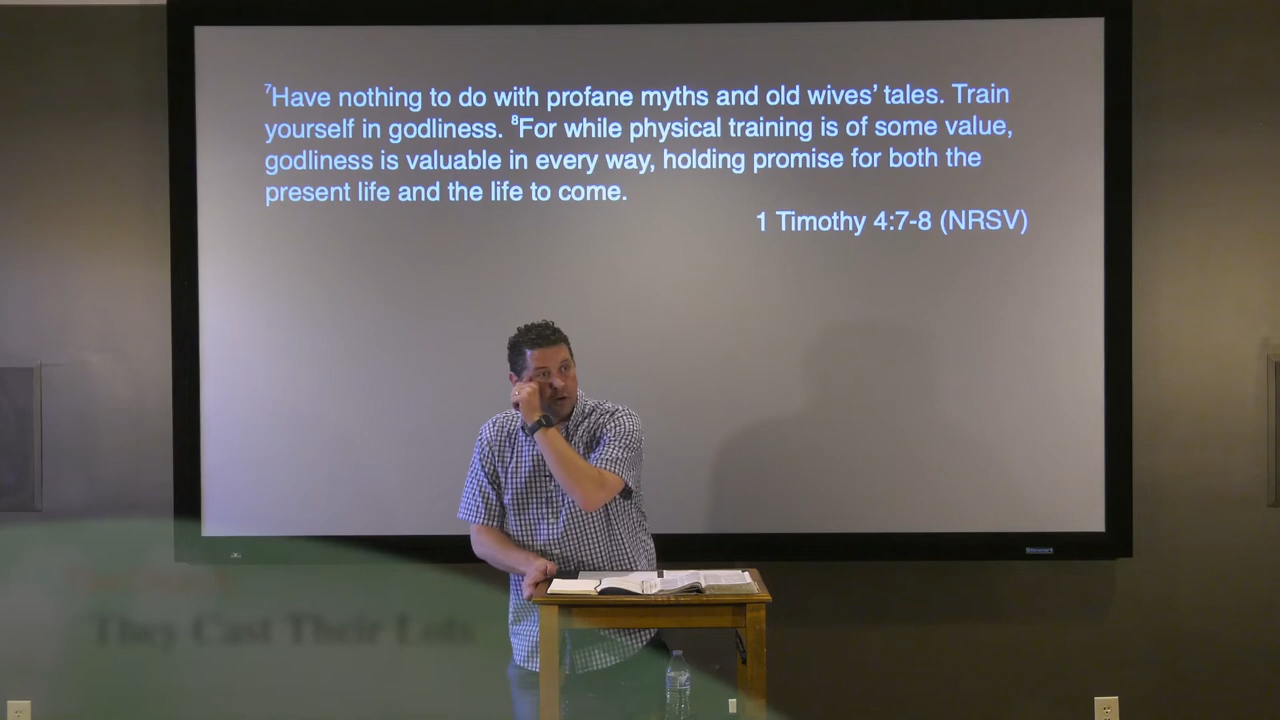 ⁷Have nothing to do with profane myths and old wives’ tales. Train
yourself in godliness. ⁸For while physical training is of some value,
godliness is valuable in every way, holding promise for both the
present life and the life to come.
1 Timothy 4:7-8 (NRSV)
They Cast Their Lots